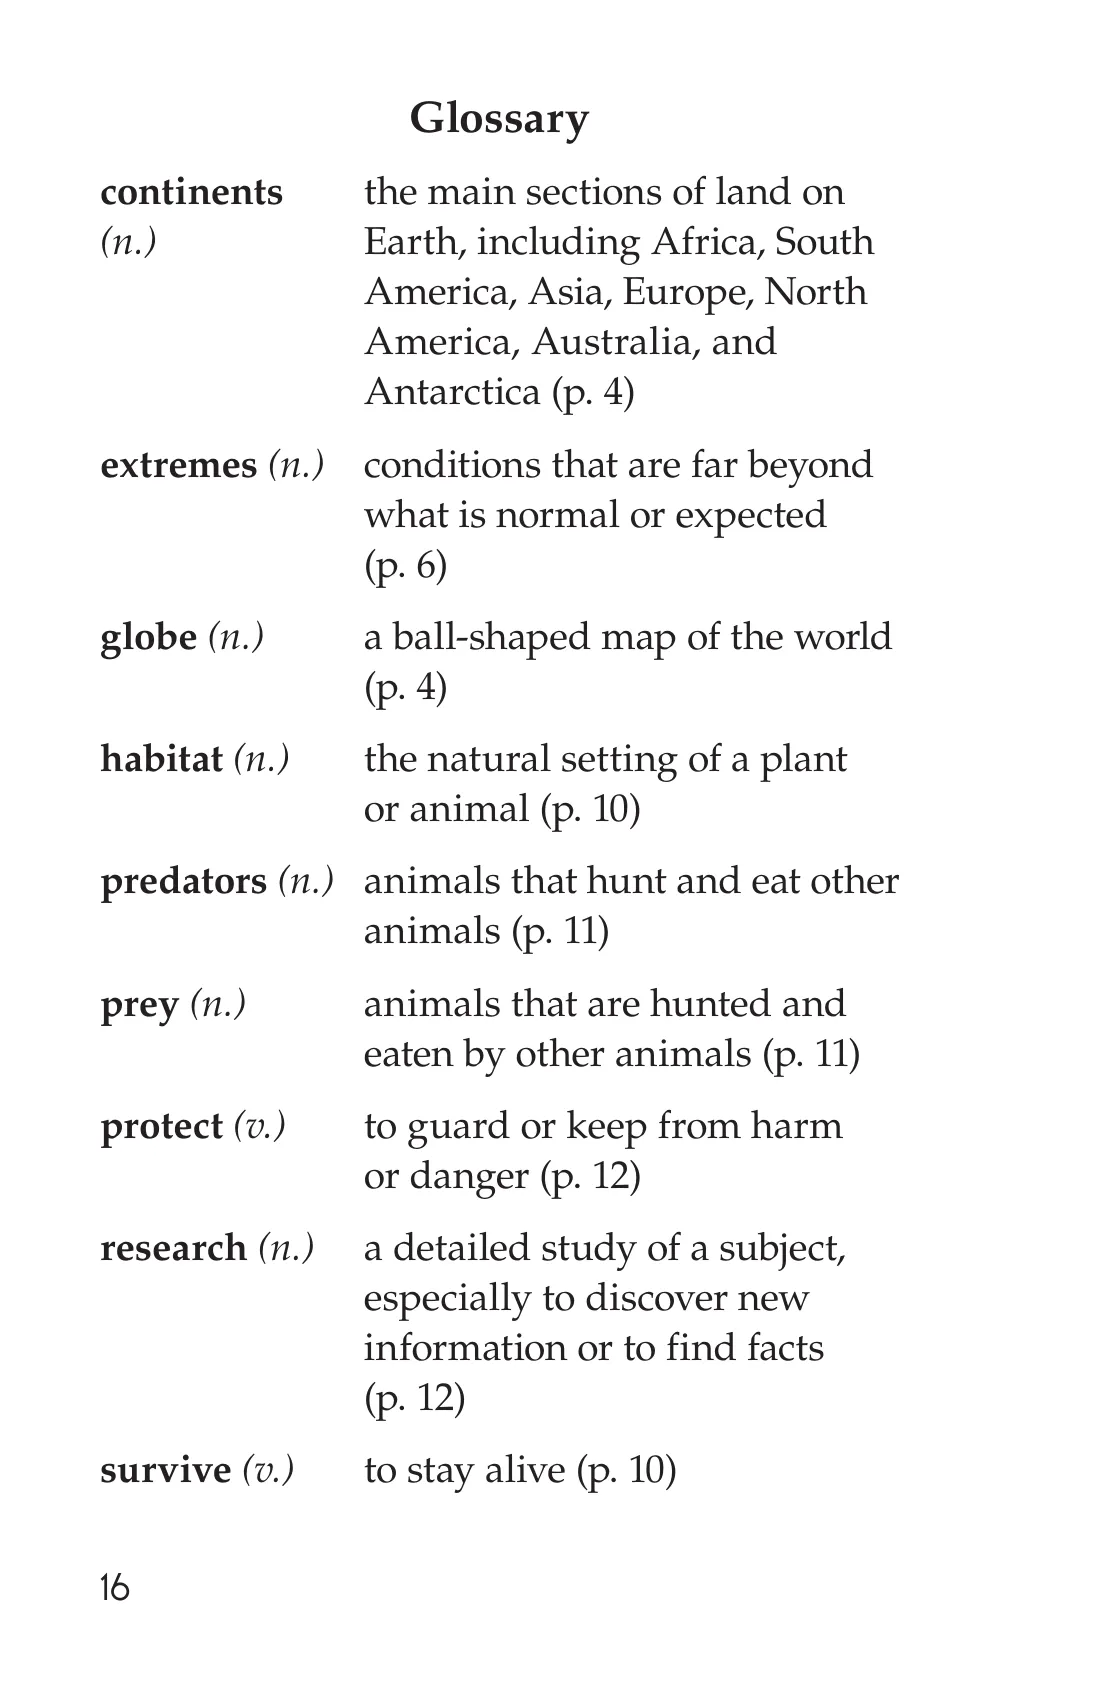 Glossary
continents the main sections of land on
(n.) Earth, including Africa, South
America, Asia, Europe, North
America, Australia, and
Antarctica (p. 4)
extremes (n.) conditions that are far beyond
what is normal or expected
(p. 6)
globe (n.) a ball-shaped map of the world
(p. 4)
habitat (n.) the natural setting of a plant
or animal (p. 10)
predators (n.) animals that hunt and eat other
animals (p. 11)
prey (n.) animals that are hunted and
eaten by other animals (p. 11)
protect (v.) to guard or keep from harm
or danger (p. 12)
research (n.) a detailed study of a subject,
especially to discover new
information or to find facts
(p. 12)
survive (v.) to stay alive (p. 10)
16